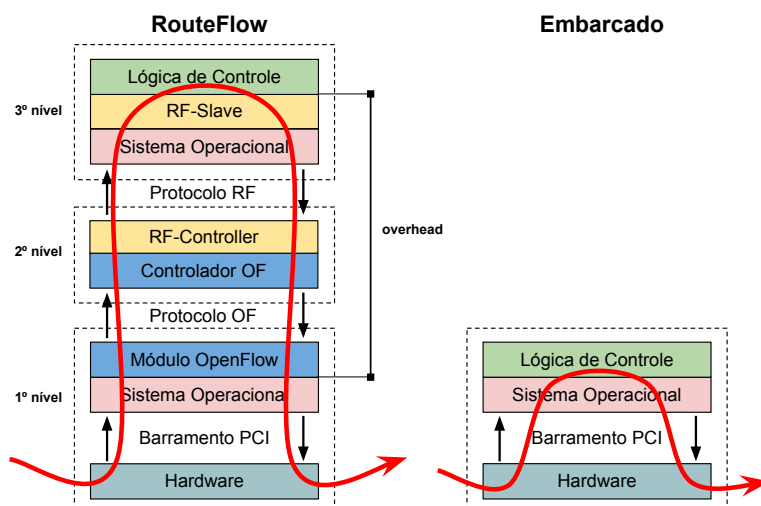 RouteFlow
Embarcado
Lógica de Controle
3º nível
RF-Slave
Sistema Operacional
Protocolo RF
RF-Controller
overhead
2º nível
Controlador OF
Protocolo OF
Módulo OpenFlow
Lógica de Controle
1º nível
Sistema Operaciona
Sistema Operacional
Barramento PCI
Barramento PCI
Hardware
Hardware